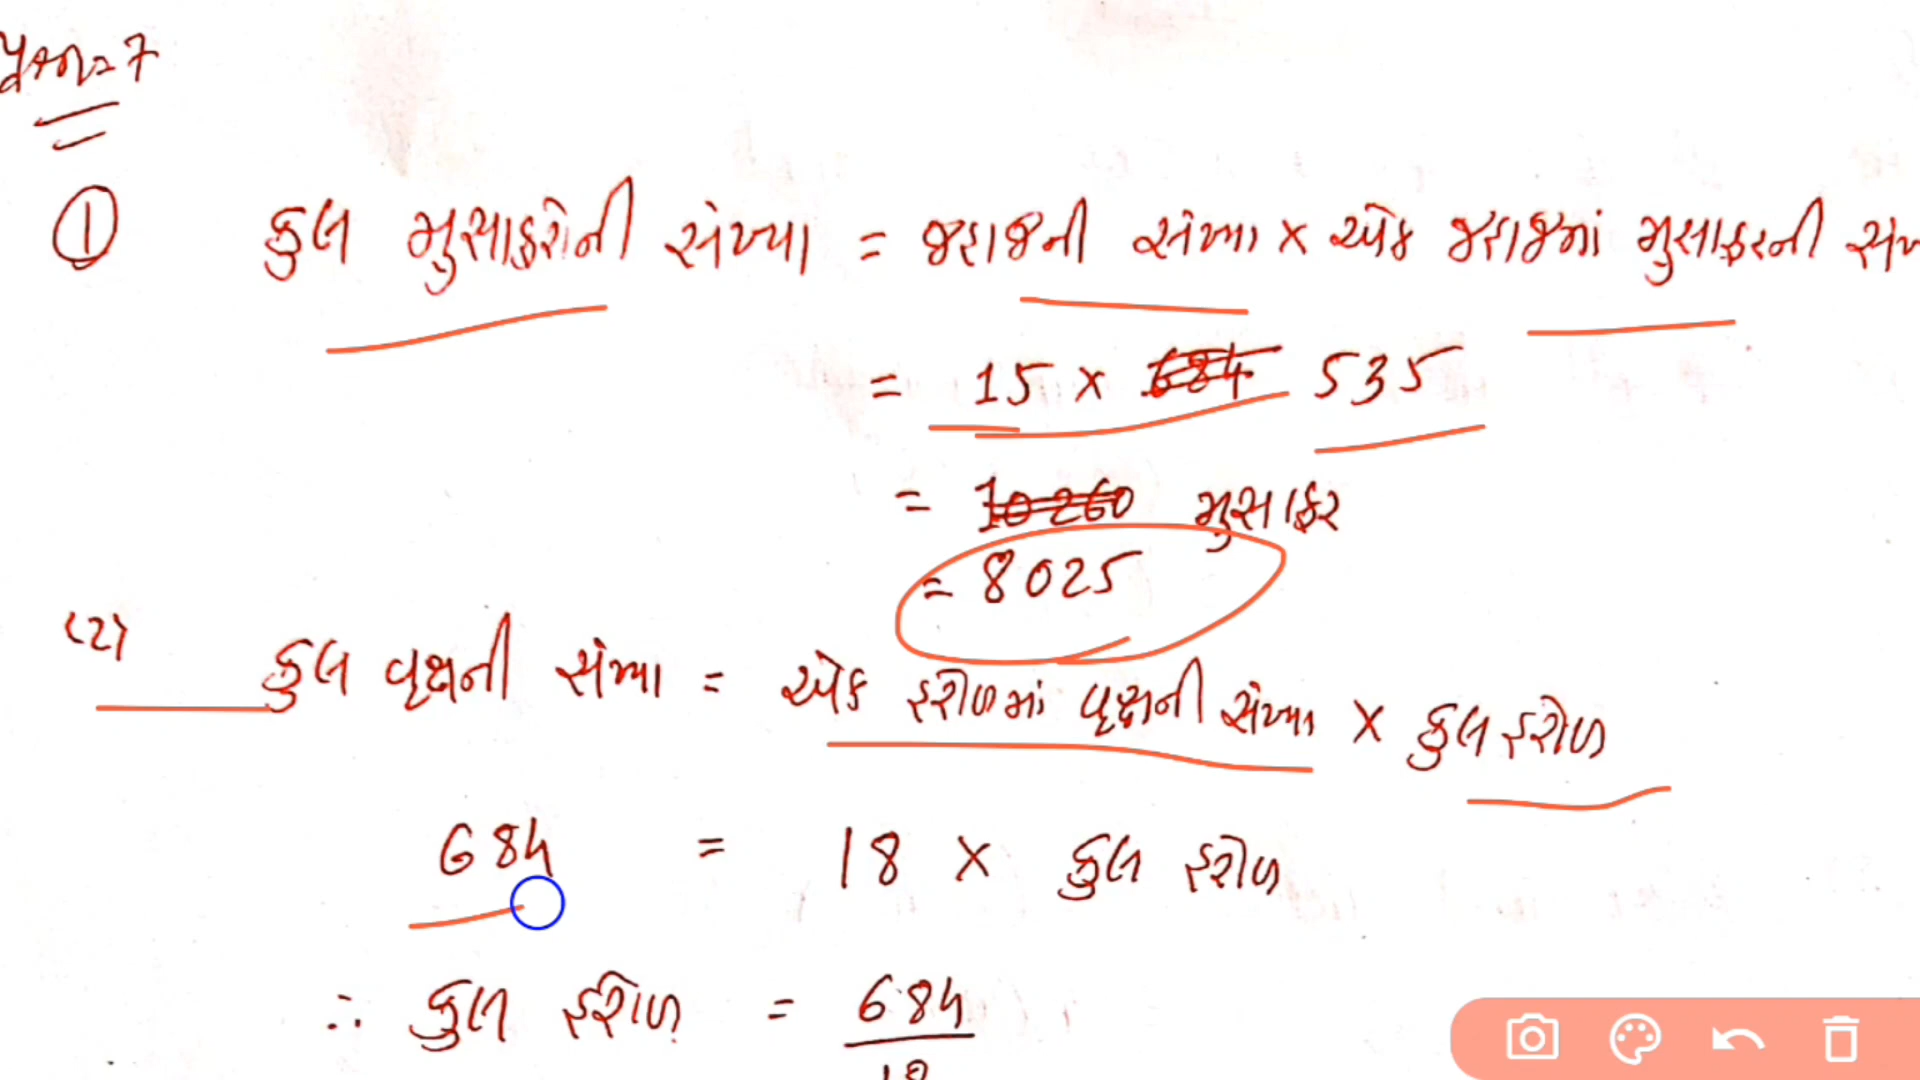 પ્રશ્ન-7
① કુલ મુસાફરોની સંખ્યા = જહાજની સંખ્યા × એક જહાજમાં મુસાફરની
= 15 × 684 535
= 10260 મુસાફર
= 8025
(2) કુલ વૃક્ષની સંખ્યા = એક હરોળમાં વૃક્ષની સંખ્યા × કુલ હરોળ
684 = 18 × કુલ હરોળ
∴ કુલ હરોળ = 684
18